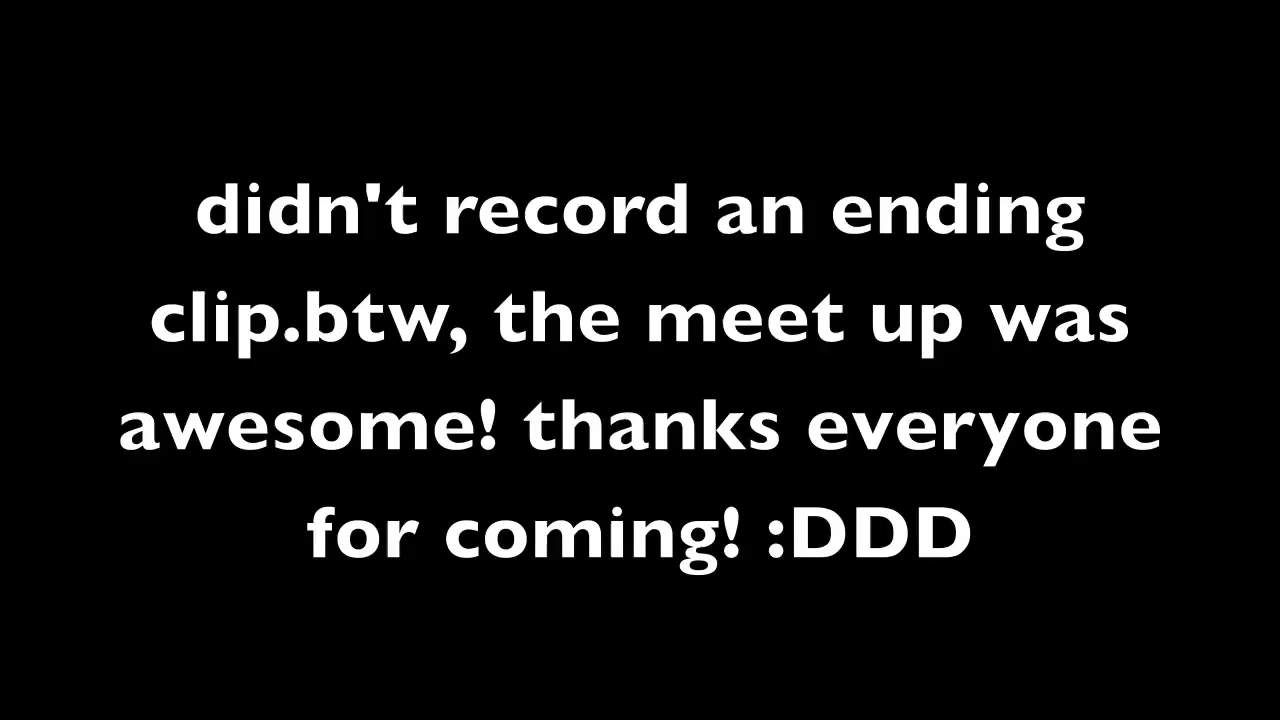 didn't record an ending
clip.btw, the meet up was
awesome! thanks everyone
for coming! :DDD